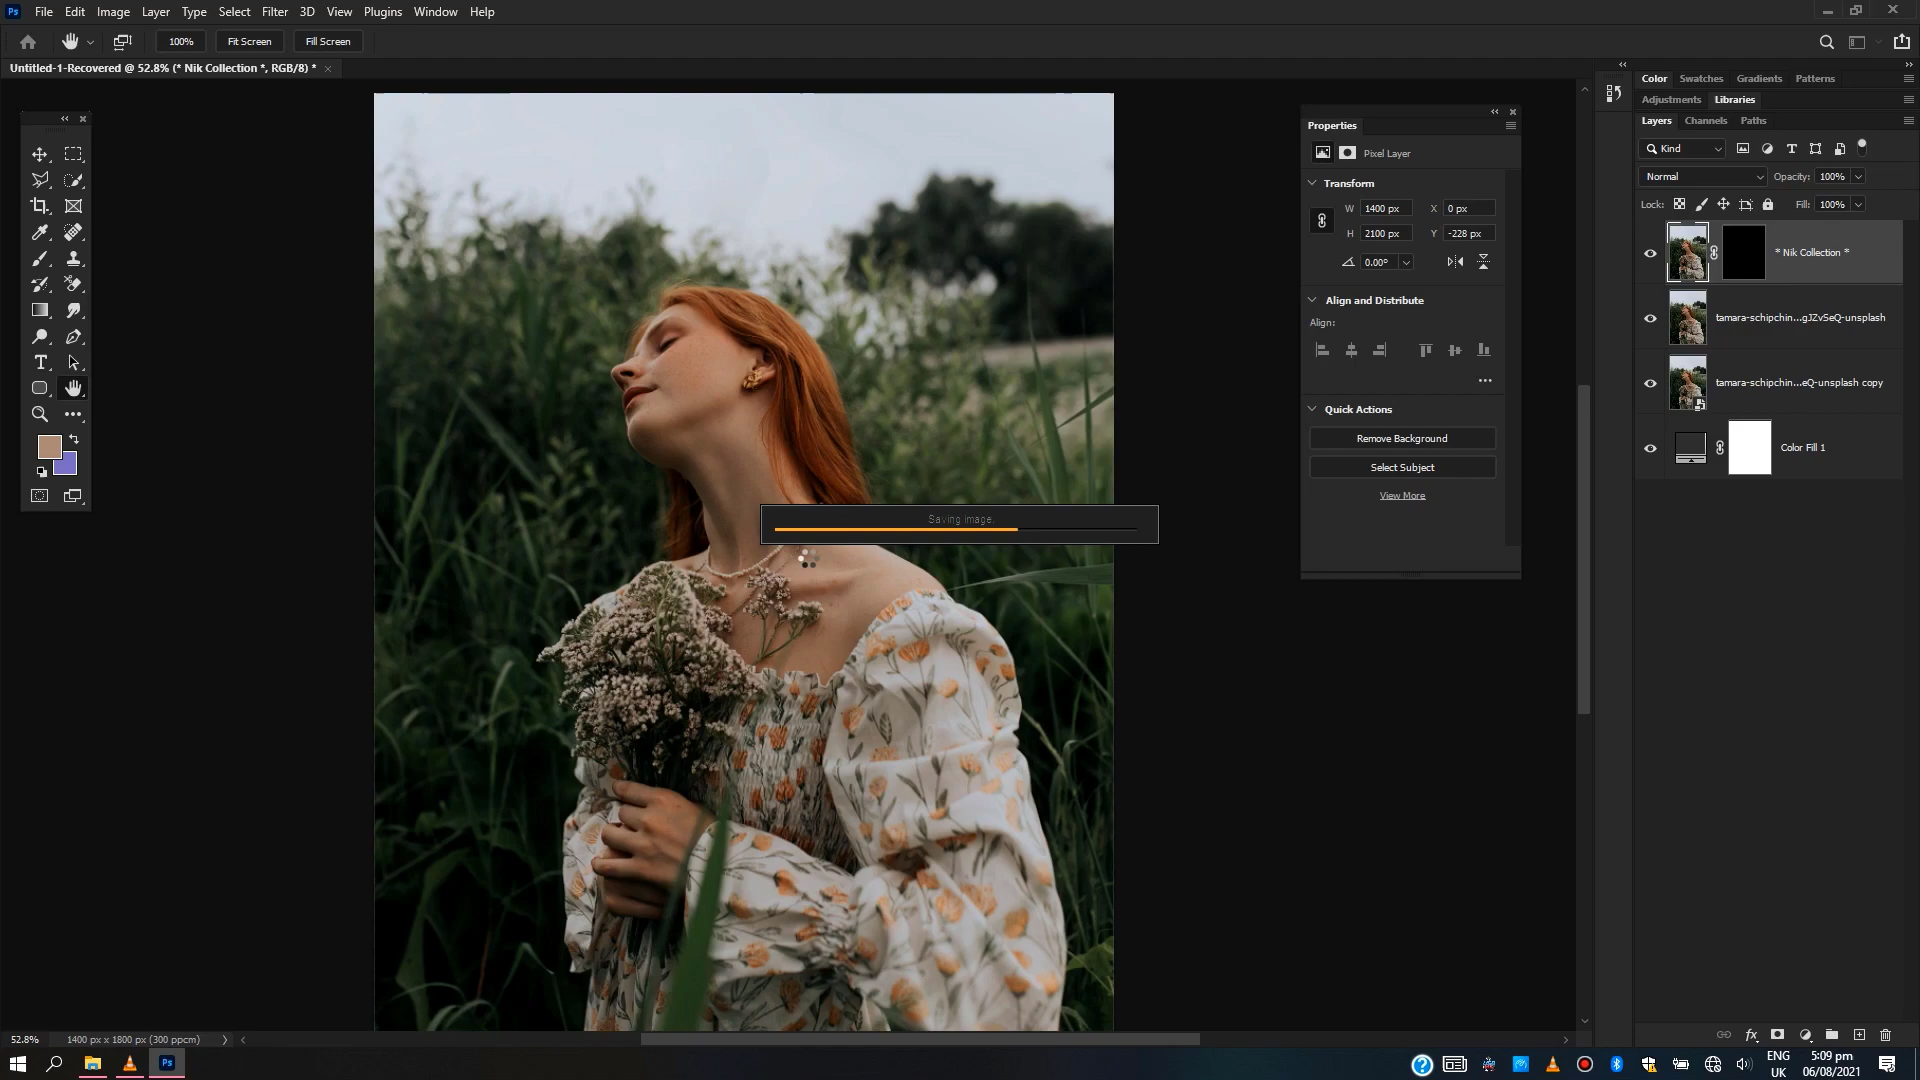 Ps File Edit Image Layer Type Select Filter 3D View Plugins Window Help
100% Fit Screen Fill Screen
Untitled-1-Recovered @ 52.8% (* Nik Collection *, RGB/8) *
Color Swatches Gradients Patterns
Adjustments Libraries
Layers Channels Paths
Kind
Normal Opacity: 100%
Lock: Fill: 100%
* Nik Collection *
tamara-schipchin...gJZvSeQ-unsplash
tamara-schipchin...eQ-unsplash copy
Color Fill 1
Properties
Pixel Layer
Transform
W 1400 px X 0 px
H 2100 px Y -228 px
0.00°
Align and Distribute
Align:
Quick Actions
Remove Background
Select Subject
View More
Saving image.
52.8% 1400 px x 1800 px (300 ppcm)
Ps
ENG 5:09 pm
UK 06/08/2021